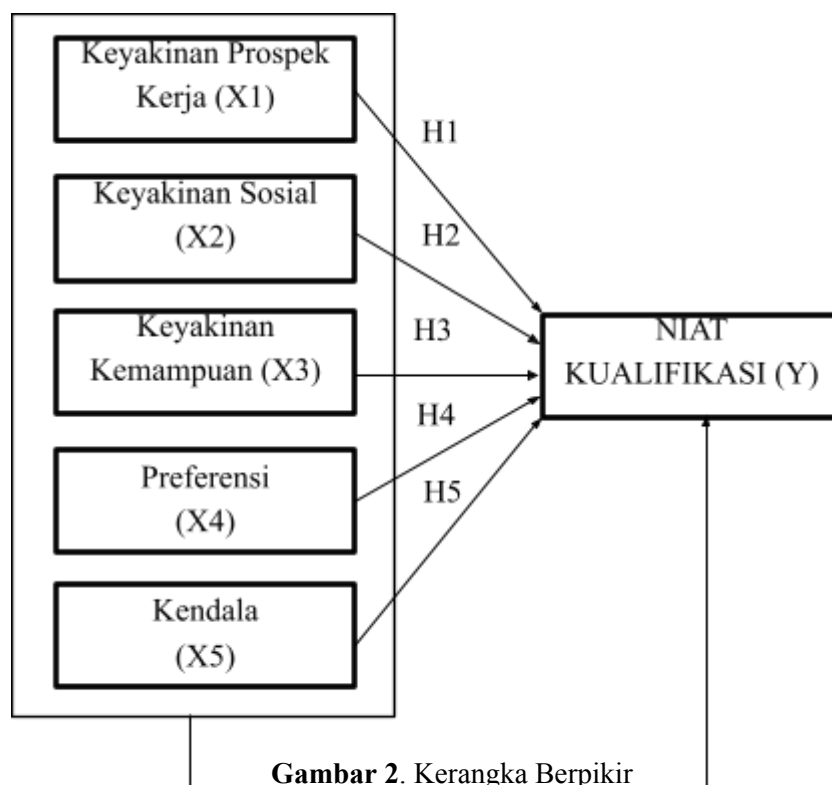 Keyakinan Prospek
Kerja (X1)
H1
Keyakinan Sosial
(X2)
H2
Keyakinan
Kemampuan (X3)
H3
NIAT
KUALIFIKASI (Y)
H4
Preferensi
(X4)
H5
Kendala
(X5)
Gambar 2. Kerangka Berpikir